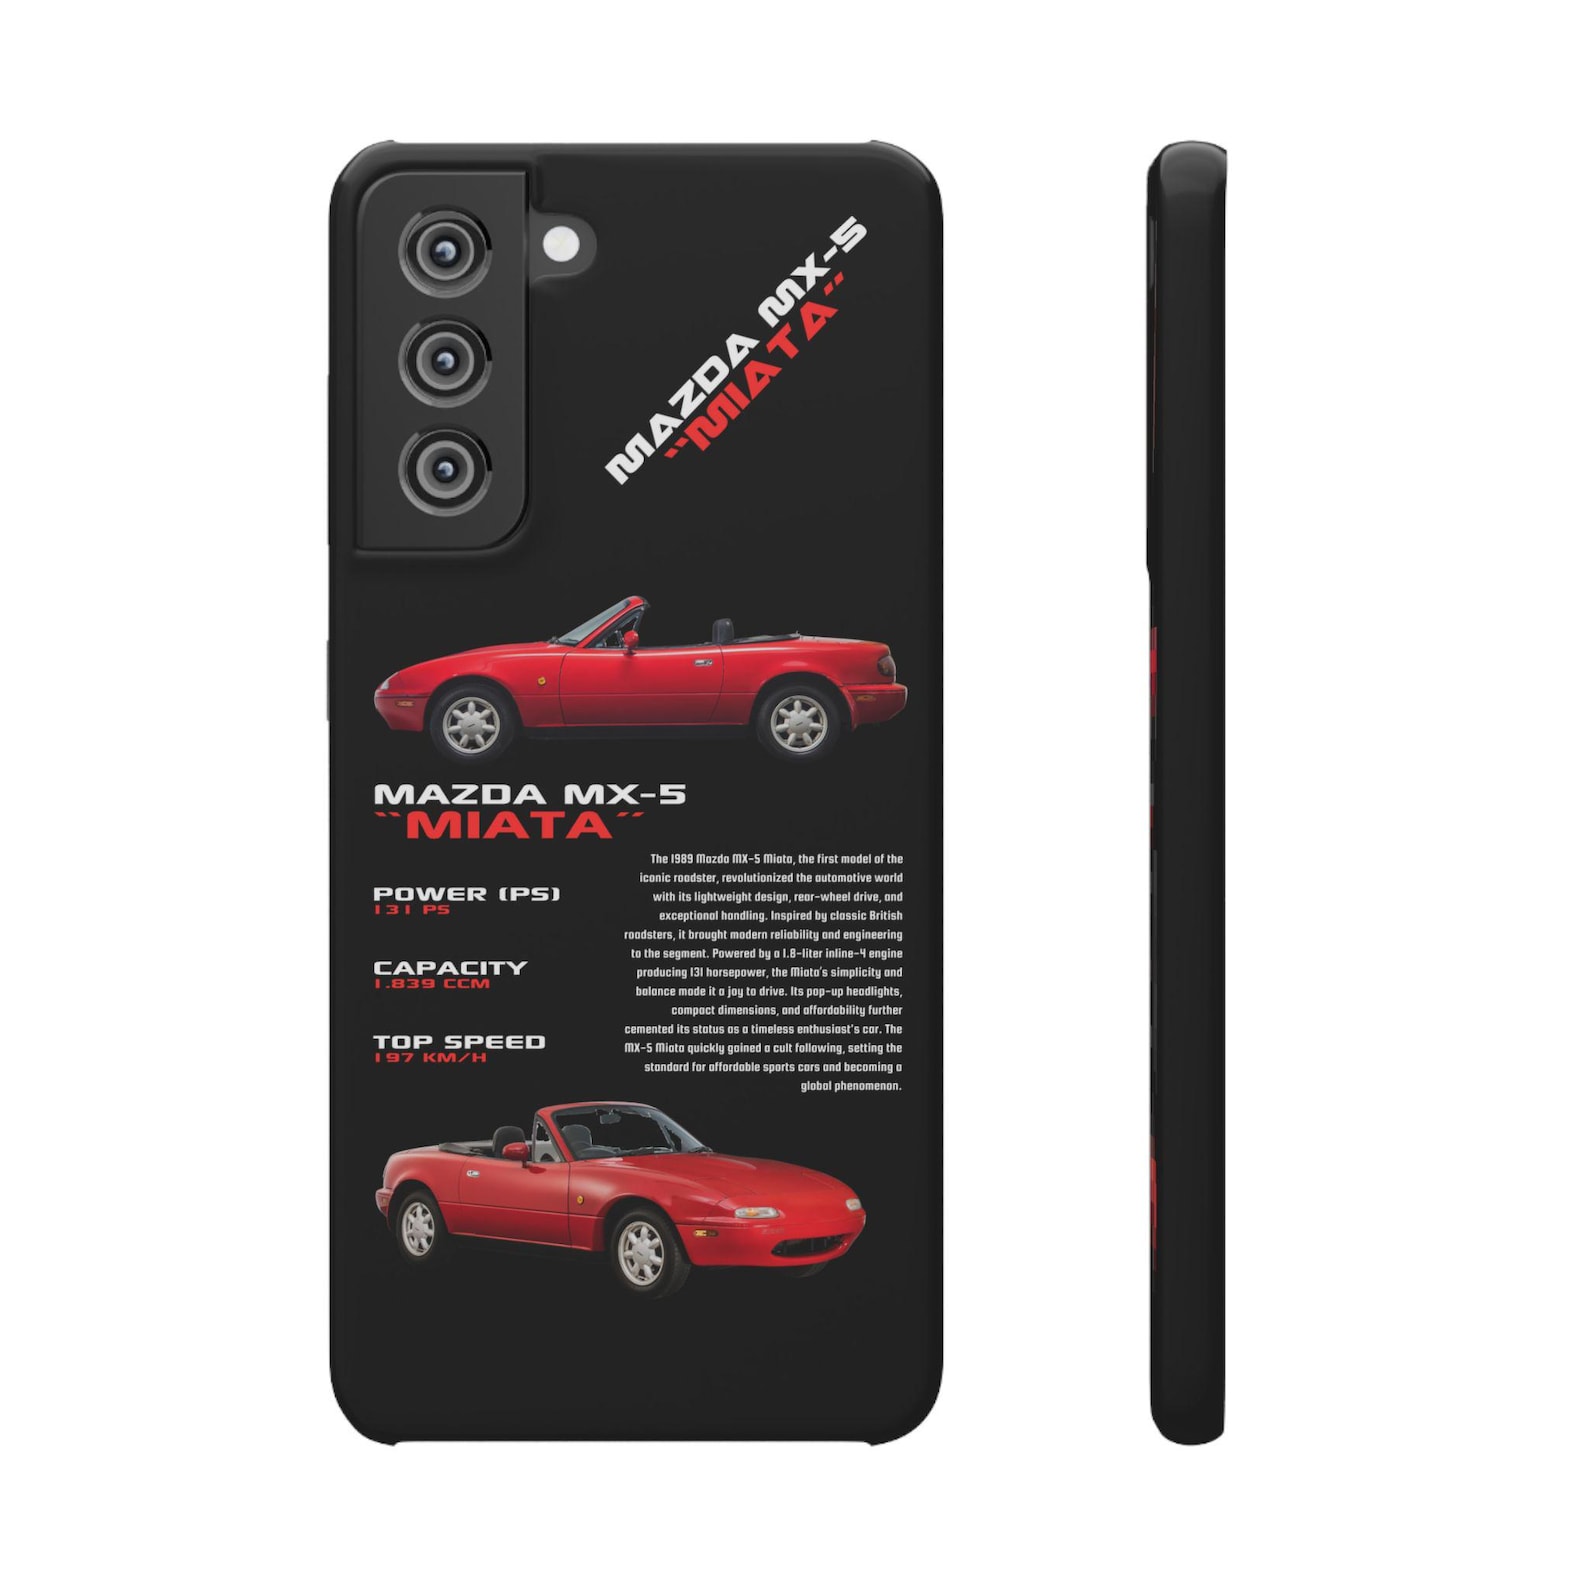 MAZDA MX-5
"MIATA"
MAZDA MX-5
"MIATA"
POWER (PS)
131 PS
CAPACITY
1.839 CCM
TOP SPEED
197 KM/H
The 1989 Mazda MX-5 Miata, the first model of the
iconic roadster, revolutionized the automotive world
with its lightweight design, rear-wheel drive, and
exceptional handling. Inspired by classic British
roadsters, it brought modern reliability and engineering
to the segment. Powered by a 1.8-liter inline-4 engine
producing 131 horsepower, the Miata's simplicity and
balance made it a joy to drive. Its pop-up headlights,
compact dimensions, and affordability further
cemented its status as a timeless enthusiast's car. The
MX-5 Miata quickly gained a cult following, setting the
standard for affordable sports cars and becoming a
global phenomenon.